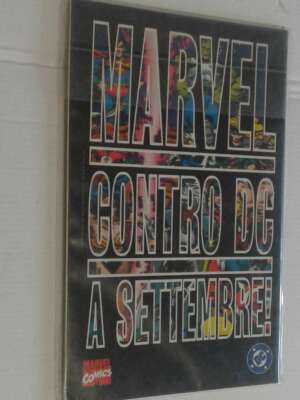 MARVEL
CONTRO DC
A SETTEMBRE!
MARVEL
COMICS
DC